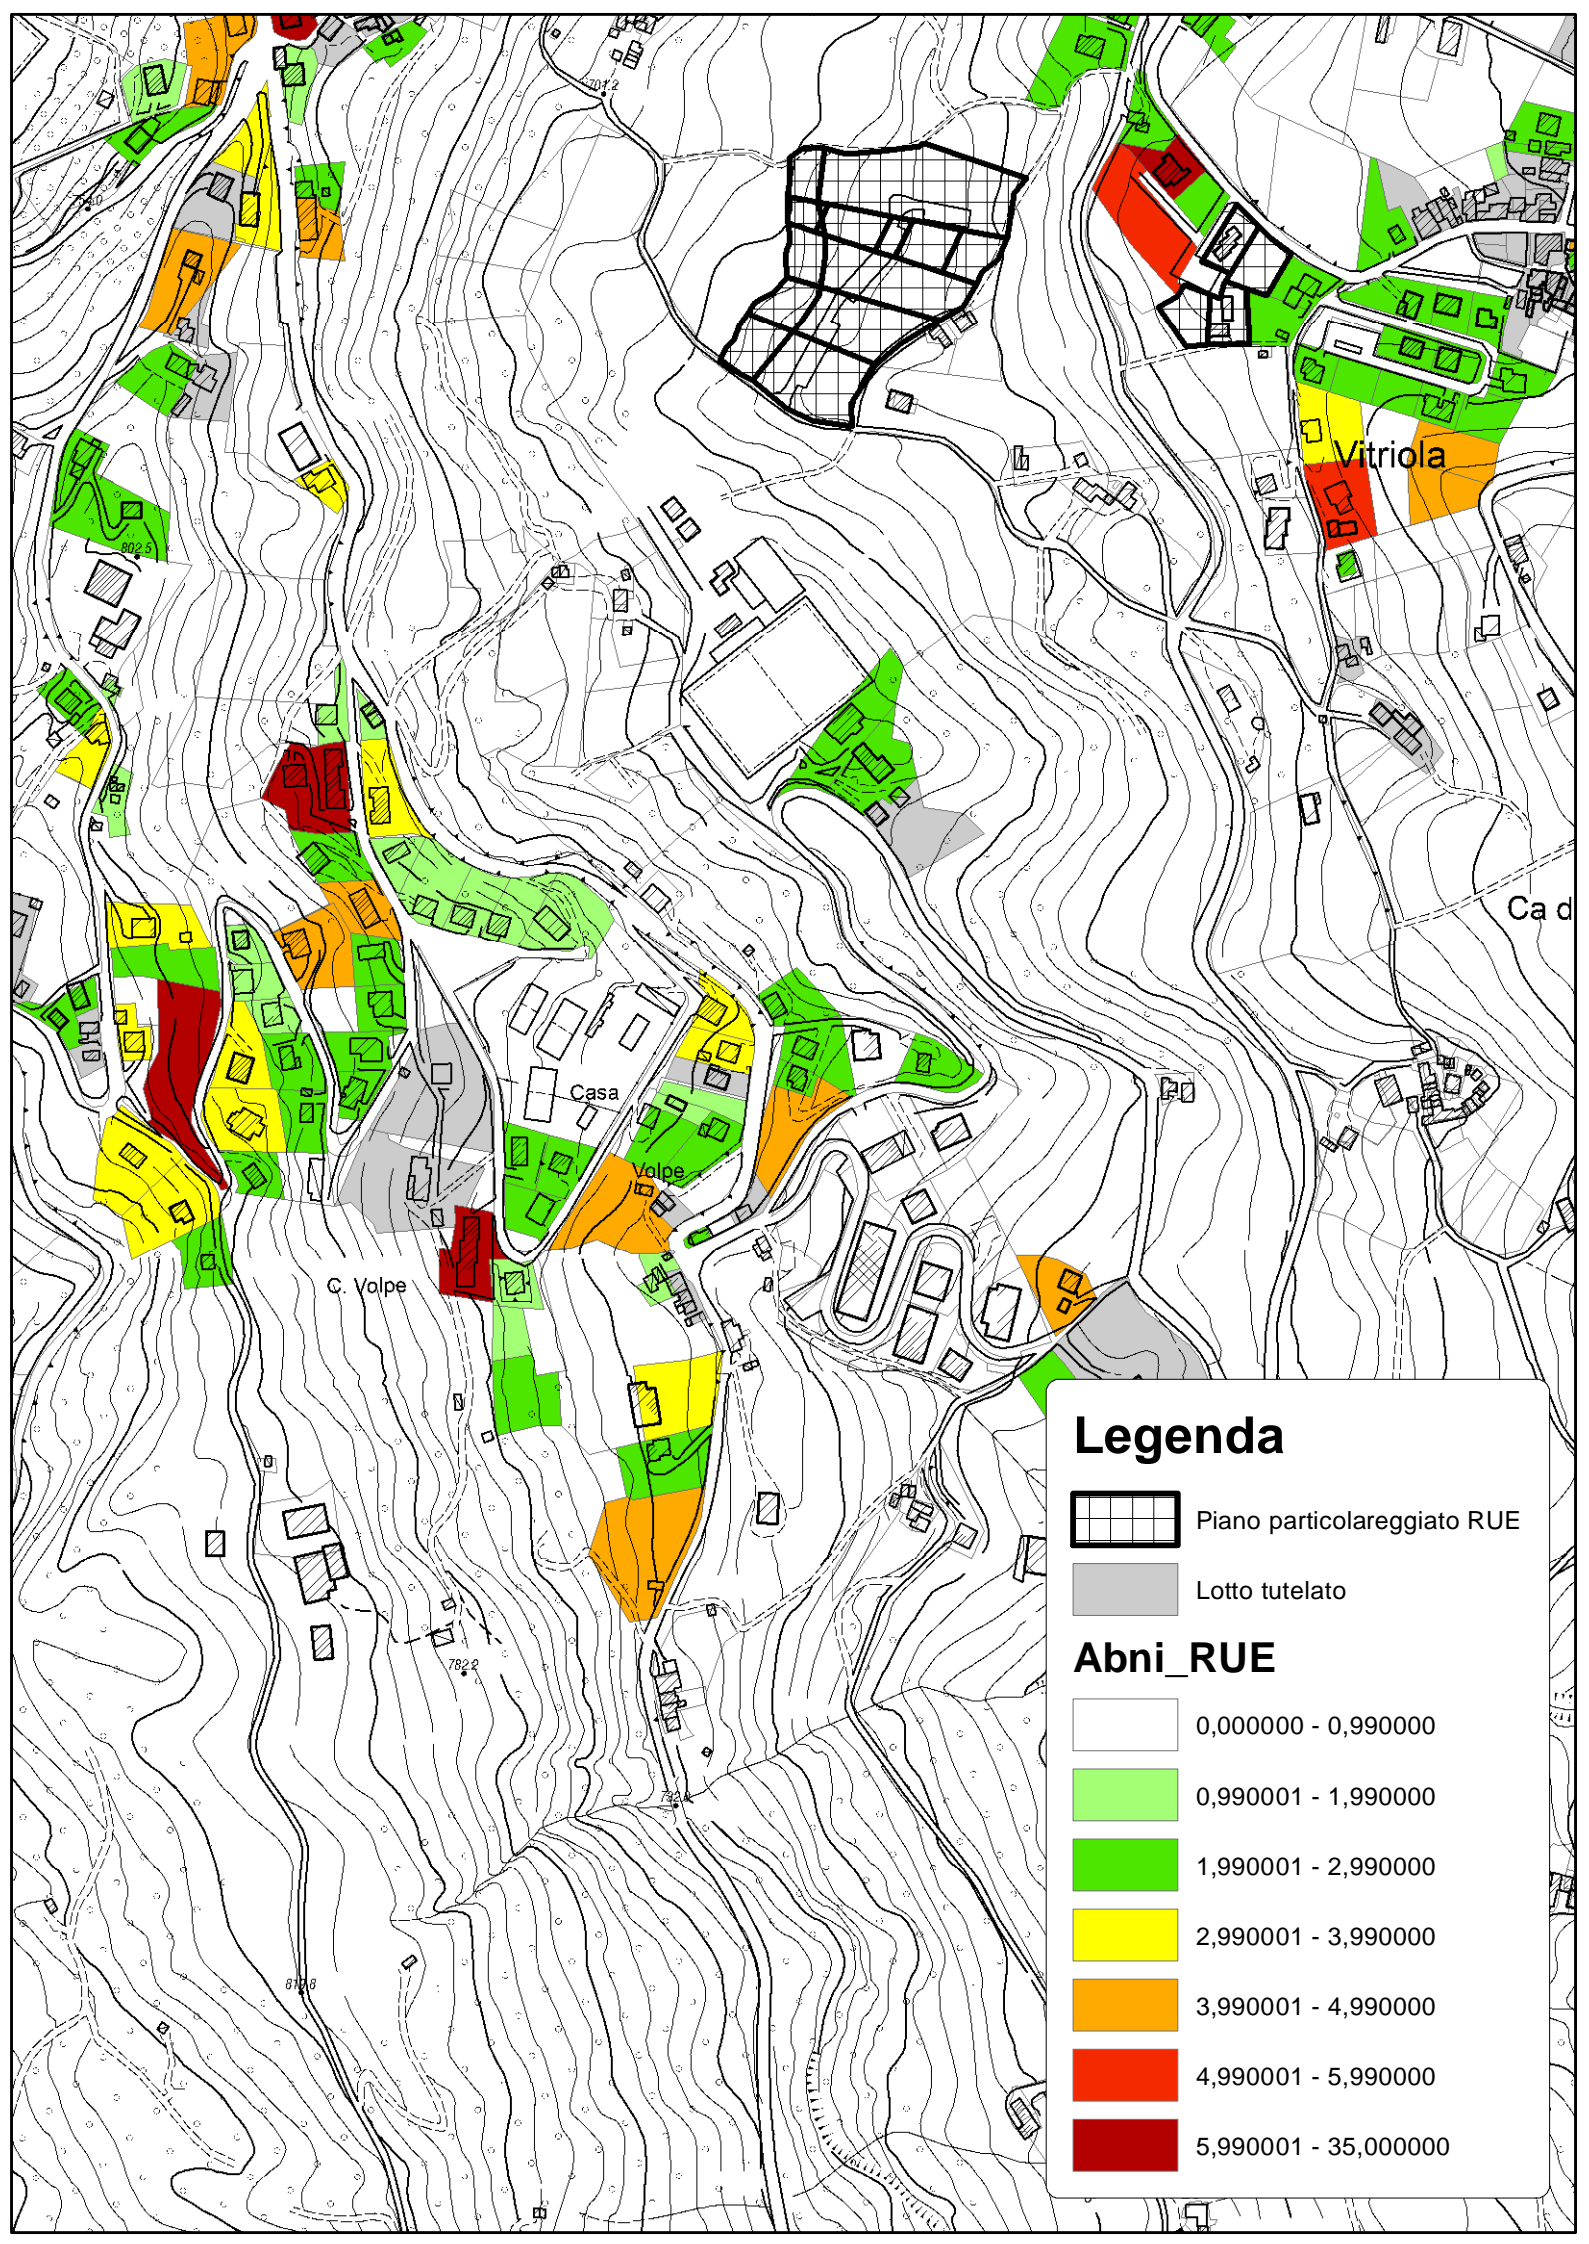 701.2
802.5
Vitriola
Ca d
Casa
Volpe
C. Volpe
782.2
Legenda
Piano particolareggiato RUE
Lotto tutelato
Abni_RUE
0,000000 - 0,990000
0,990001 - 1,990000
1,990001 - 2,990000
2,990001 - 3,990000
3,990001 - 4,990000
4,990001 - 5,990000
5,990001 - 35,000000